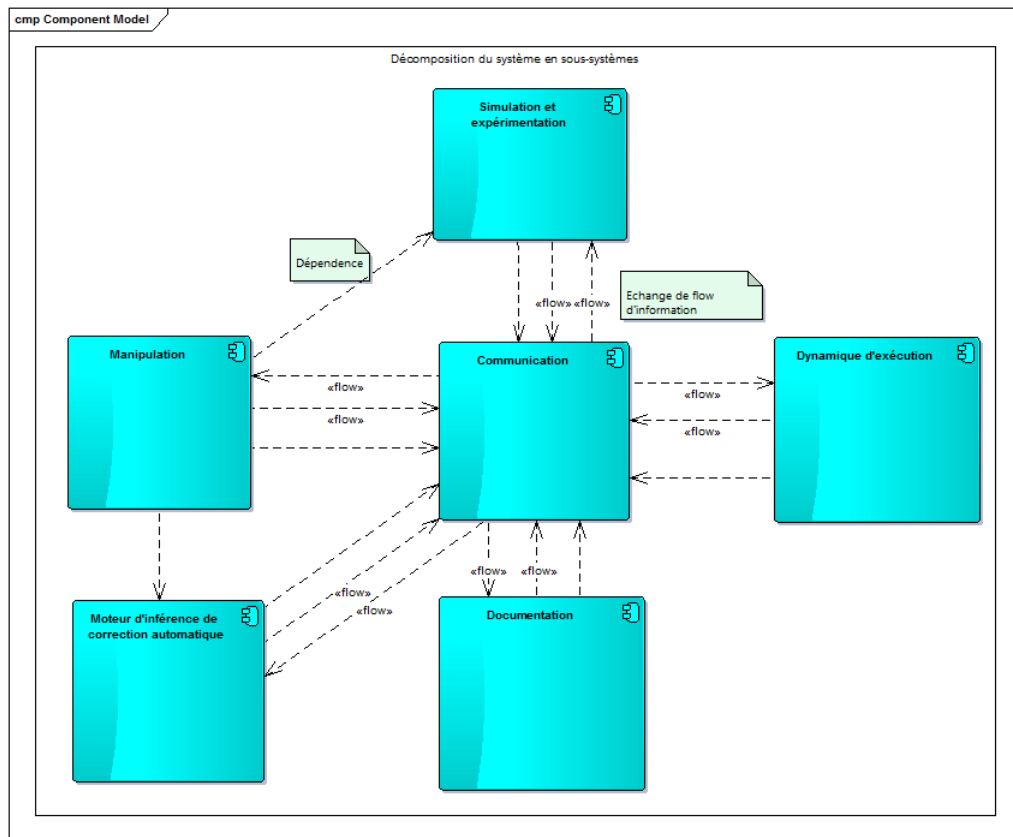 cmp Component Model
Décomposition du système en sous-systèmes
Simulation et
expérimentation
Dépendence
«flow»
«flow»
Echange de flow
d'information
Manipulation
Communication
Dynamique d'exécution
«flow»
«flow»
«flow»
«flow»
«flow»
«flow»
«flow»
«flow»
Moteur d'inférence de
correction automatique
Documentation